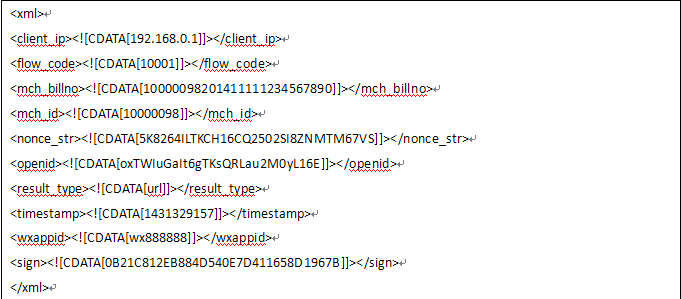 <xml>
<client_ip><![CDATA[192.168.0.1]]></client_ip>
<flow_code><![CDATA[10001]]></flow_code>
<mch_billno><![CDATA[10000098201411111234567890]]></mch_billno>
<mch_id><![CDATA[10000098]]></mch_id>
<nonce_str><![CDATA[5K8264ILTKCH16CQ2502SI8ZNMTM67VS]]></nonce_str>
<openid><![CDATA[oxTWIuGaIt6gTKsQRLau2M0yL16E]]></openid>
<result_type><![CDATA[url]]></result_type>
<timestamp><![CDATA[1431329157]]></timestamp>
<wxappid><![CDATA[wx888888]]></wxappid>
<sign><![CDATA[0B21C812EB884D540E7D411658D1967B]]></sign>
</xml>